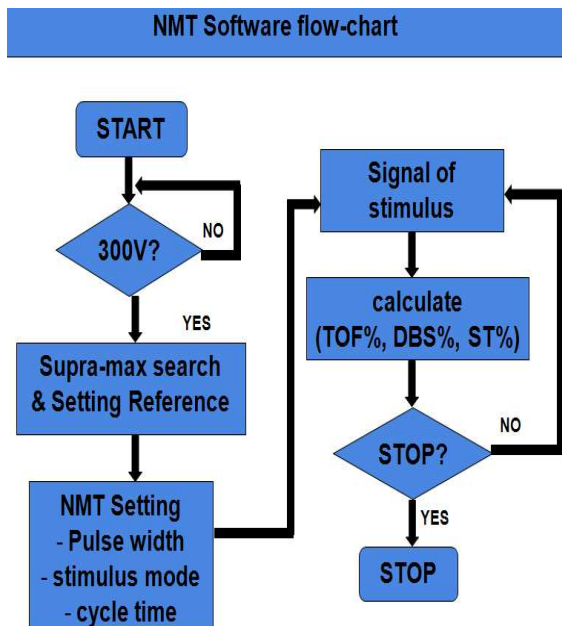 NMT Software flow-chart
START
300V?
NO
YES
Supra-max search
& Setting Reference
NMT Setting
- Pulse width
- stimulus mode
- cycle time
Signal of
stimulus
calculate
(TOF%, DBS%, ST%)
STOP?
NO
YES
STOP